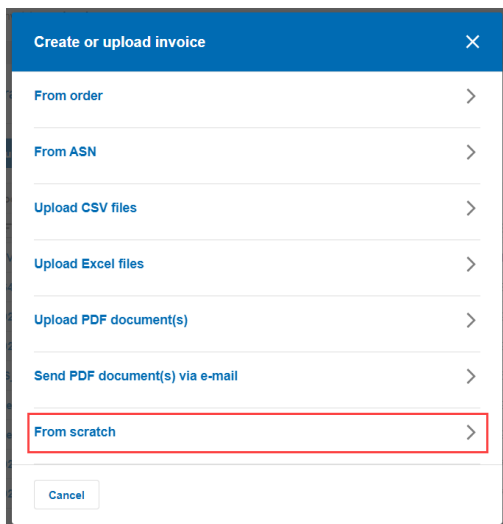 Create or upload invoice
From order
From ASN
Upload CSV files
Upload Excel files
Upload PDF document(s)
Send PDF document(s) via e-mail
From scratch
Cancel